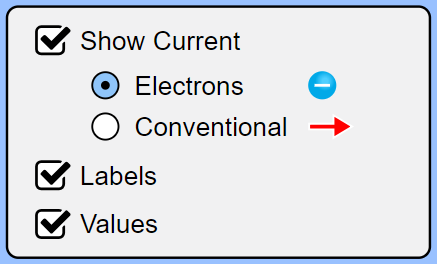 Show Current
Electrons
Conventional
Labels
Values